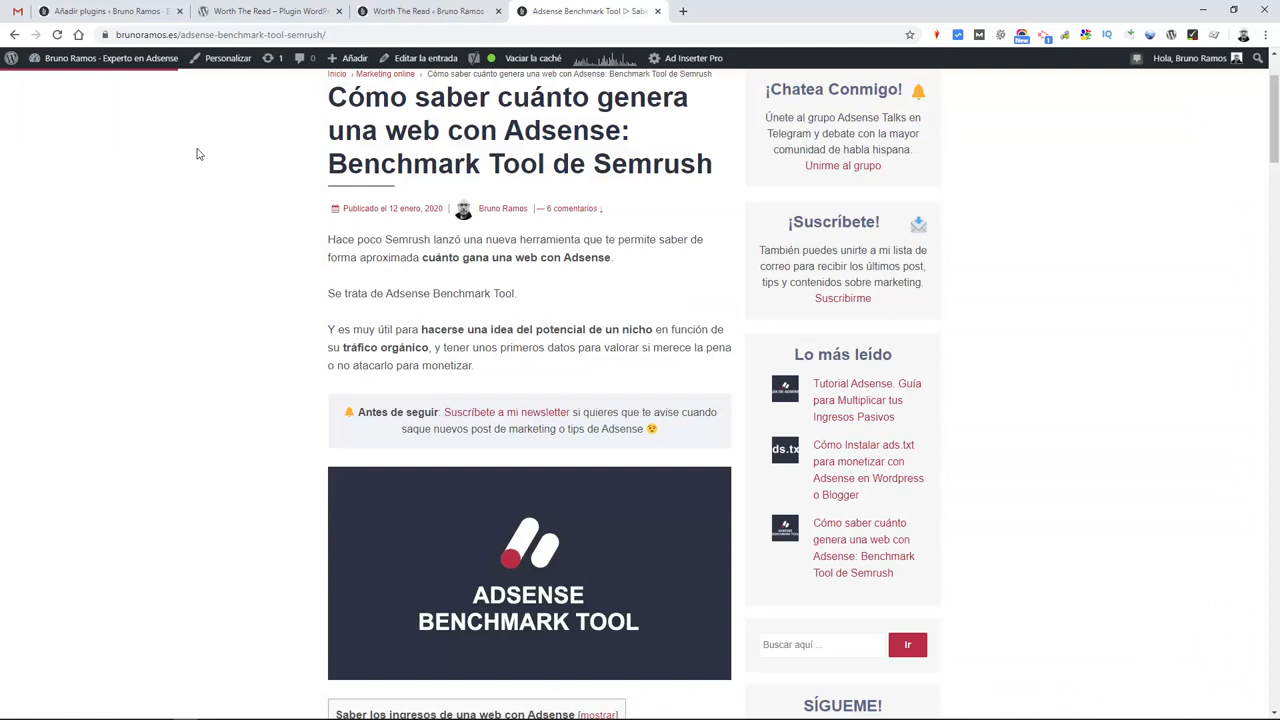 Añadir plugins ‹ Bruno Ramos - E
Worth The Read – Plugin WordPr
Worth The Read ‹ Bruno Ramos
Adsense Benchmark Tool ▷ Sabe
brunoramos.es/adsense-benchmark-tool-semrush/
Bruno Ramos - Experto en Adsense
Personalizar
1
0
Añadir
Editar la entrada
Vaciar la caché
Ad Inserter Pro
Hola, Bruno Ramos
Inicio › Marketing online › Cómo saber cuánto genera una web con Adsense: Benchmark Tool de Semrush
Cómo saber cuánto genera
una web con Adsense:
Benchmark Tool de Semrush
Publicado el 12 enero, 2020 | Bruno Ramos |— 6 comentarios ↓
Hace poco Semrush lanzó una nueva herramienta que te permite saber de
forma aproximada cuánto gana una web con Adsense.
Se trata de Adsense Benchmark Tool.
Y es muy útil para hacerse una idea del potencial de un nicho en función de
su tráfico orgánico, y tener unos primeros datos para valorar si merece la pena
o no atacarlo para monetizar.
🔔 Antes de seguir: Suscríbete a mi newsletter si quieres que te avise cuando
saque nuevos post de marketing o tips de Adsense 😉
ADSENSE
BENCHMARK TOOL
Saber los ingresos de una web con Adsense [mostrar]
¡Chatea Conmigo!
Únete al grupo Adsense Talks en
Telegram y debate con la mayor
comunidad de habla hispana.
Unirme al grupo
¡Suscríbete!
También puedes unirte a mi lista de
correo para recibir los últimos post,
tips y contenidos sobre marketing.
Suscribirme
Lo más leído
Tutorial Adsense. Guía
para Multiplicar tus
Ingresos Pasivos
ds.tx
Cómo Instalar ads.txt
para monetizar con
Adsense en Wordpress
o Blogger
Cómo saber cuánto
genera una web con
Adsense: Benchmark
Tool de Semrush
Buscar aquí ...
Ir
SÍGUEME!